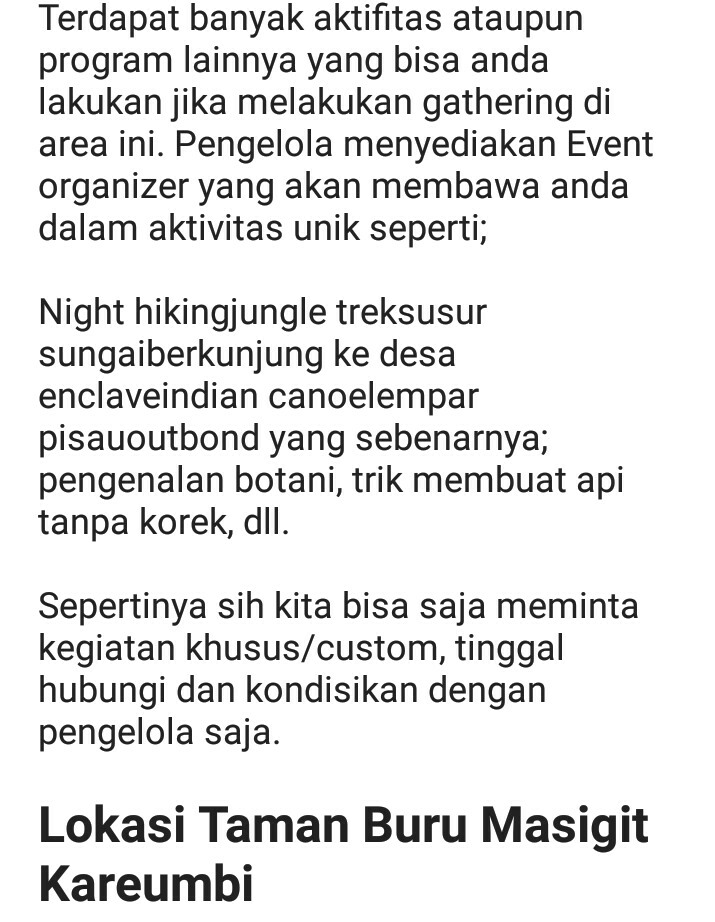 Terdapat banyak aktifitas ataupun
program lainnya yang bisa anda
lakukan jika melakukan gathering di
area ini. Pengelola menyediakan Event
organizer yang akan membawa anda
dalam aktivitas unik seperti;
Night hikingjungle treksusur
sungaiberkunjung ke desa
enclaveindian canoelempar
pisauoutbond yang sebenarnya;
pengenalan botani, trik membuat api
tanpa korek, dll.
Sepertinya sih kita bisa saja meminta
kegiatan khusus/custom, tinggal
hubungi dan kondisikan dengan
pengelola saja.
Lokasi Taman Buru Masigit
Kareumbi